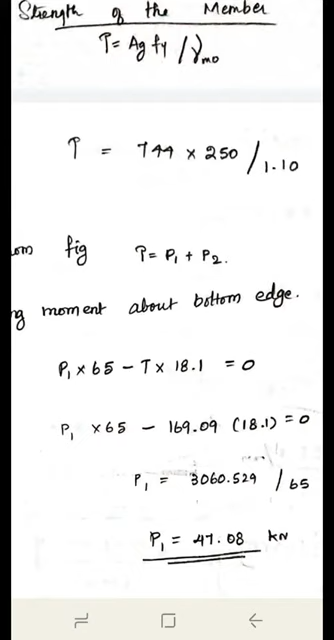 Strength of the Member
T = Ag fy / γmo
T = 744 × 250 / 1.10
om fig T = P1 + P2.
ng moment about bottom edge.
P1 × 65 - T × 18.1 = 0
P1 × 65 - 169.09 (18.1) = 0
P1 = 3060.529 / 65
P1 = 47.08 kN